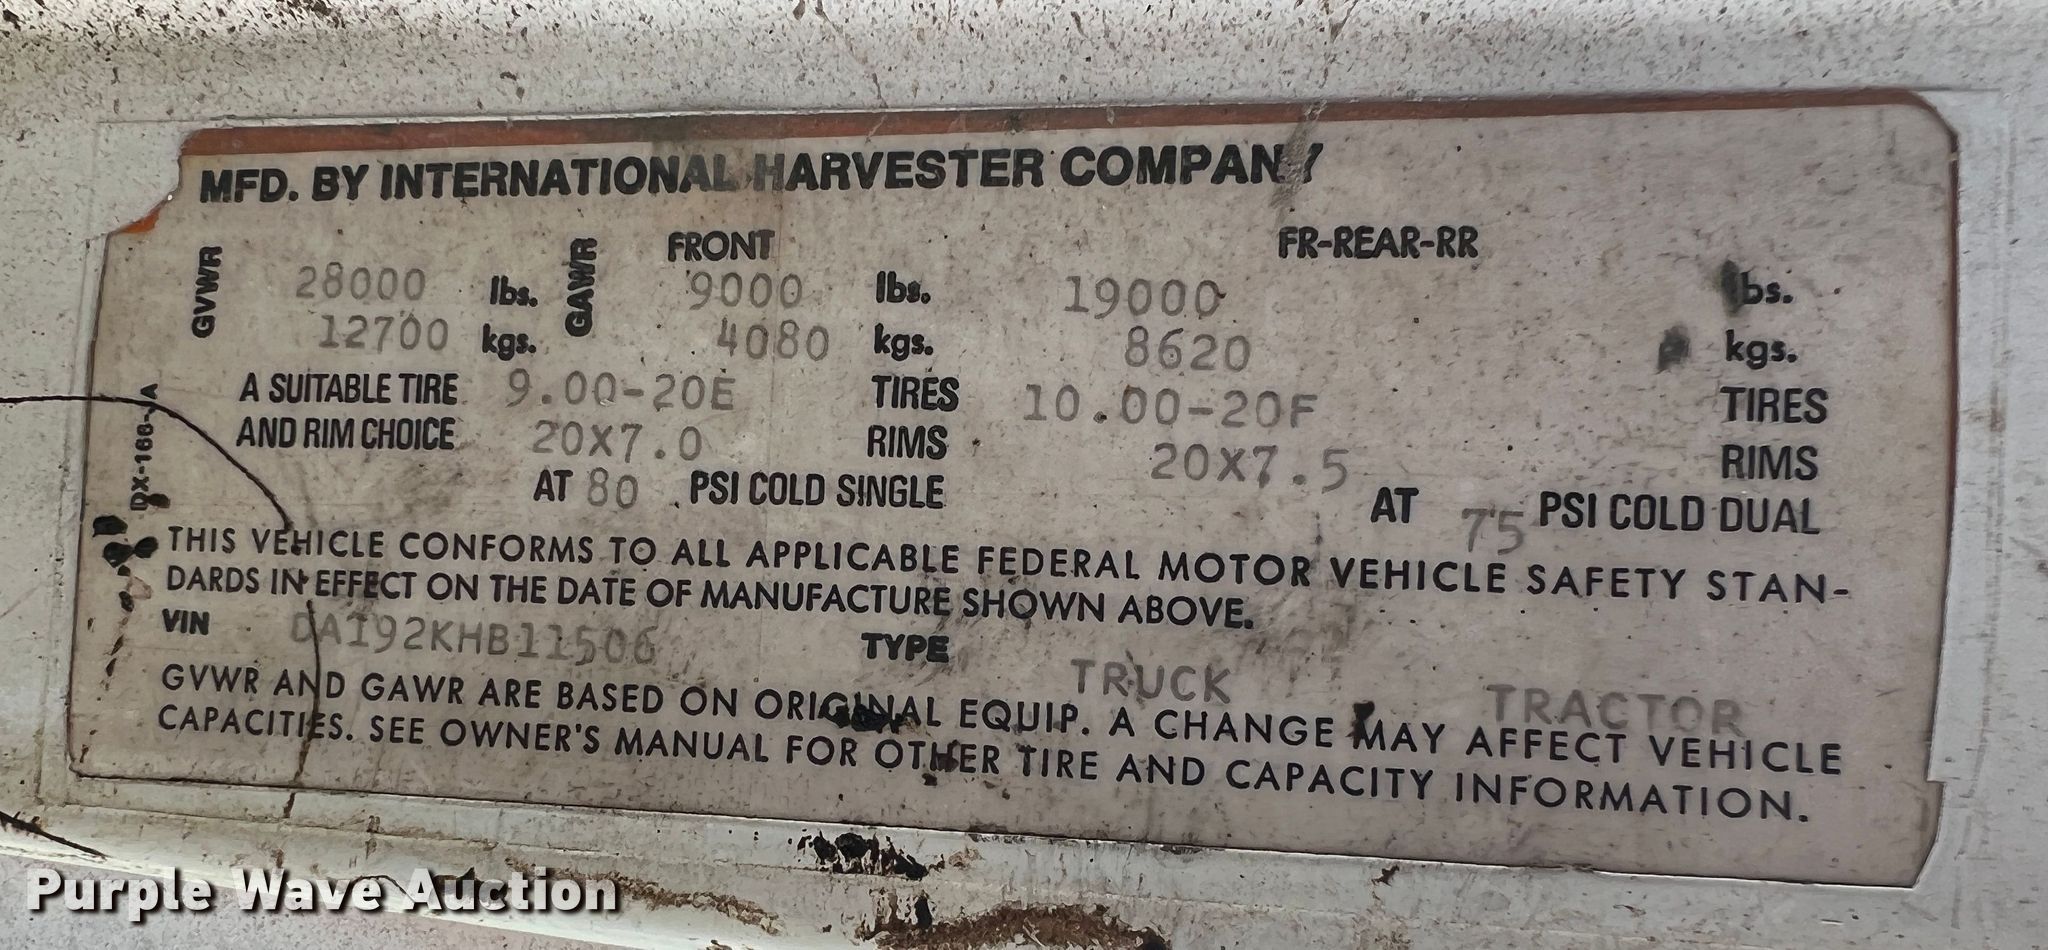 MFD. BY INTERNATIONAL HARVESTER COMPANY
FRONT FR-REAR-RR
GVWR 28000 lbs. GAWR 9000 lbs. 19000 lbs.
12700 kgs. 4080 kgs. 8620 kgs.
A SUITABLE TIRE 9.00-20E TIRES 10.00-20F TIRES
AND RIM CHOICE 20X7.0 RIMS 20X7.5 RIMS
AT 80 PSI COLD SINGLE AT 75 PSI COLD DUAL
THIS VEHICLE CONFORMS TO ALL APPLICABLE FEDERAL MOTOR VEHICLE SAFETY STAN-
DARDS IN EFFECT ON THE DATE OF MANUFACTURE SHOWN ABOVE.
VIN DA192KHB11506 TYPE TRUCK TRACTOR
GVWR AND GAWR ARE BASED ON ORIGINAL EQUIP. A CHANGE MAY AFFECT VEHICLE
CAPACITIES. SEE OWNER'S MANUAL FOR OTHER TIRE AND CAPACITY INFORMATION.
Purple Wave Auction